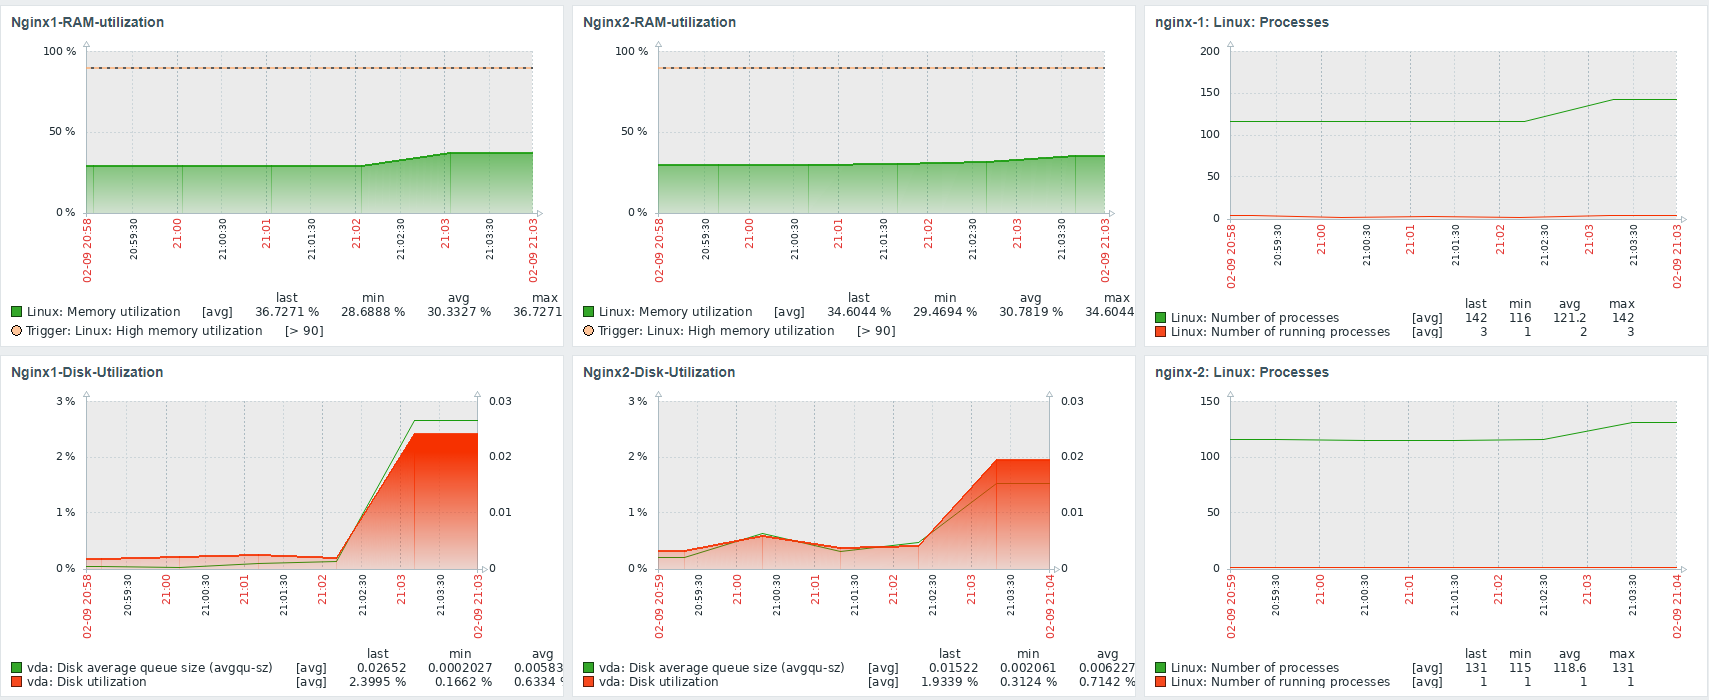 Nginx1-RAM-utilization
100 %
50 %
0 %
02-09 20:58
20:59:30
21:00
21:00:30
21:01
21:01:30
21:02
21:02:30
21:03
21:03:30
02-09 21:03
last min avg max
Linux: Memory utilization [avg] 36.7271 % 28.6888 % 30.3327 % 36.7271
Trigger: Linux: High memory utilization [> 90]
Nginx2-RAM-utilization
100 %
50 %
0 %
02-09 20:58
20:59:30
21:00
21:00:30
21:01
21:01:30
21:02
21:02:30
21:03
21:03:30
02-09 21:03
last min avg max
Linux: Memory utilization [avg] 34.6044 % 29.4694 % 30.7819 % 34.6044
Trigger: Linux: High memory utilization [> 90]
nginx-1: Linux: Processes
200
150
100
50
0
02-09 20:58
20:59:30
21:00
21:00:30
21:01
21:01:30
21:02
21:02:30
21:03
21:03:30
02-09 21:03
last min avg max
Linux: Number of processes [avg] 142 116 121.2 142
Linux: Number of running processes [avg] 3 1 2 3
Nginx1-Disk-Utilization
3 % 0.03
2 % 0.02
1 % 0.01
0 % 0
02-09 20:58
20:59:30
21:00
21:00:30
21:01
21:01:30
21:02
21:02:30
21:03
21:03:30
02-09 21:03
last min avg
vda: Disk average queue size (avgqu-sz) [avg] 0.02652 0.0002027 0.00583
vda: Disk utilization [avg] 2.3995 % 0.1662 % 0.6334
Nginx2-Disk-Utilization
3 % 0.03
2 % 0.02
1 % 0.01
0 % 0
02-09 20:59
20:59:30
21:00
21:00:30
21:01
21:01:30
21:02
21:02:30
21:03
21:03:30
02-09 21:04
last min avg
vda: Disk average queue size (avgqu-sz) [avg] 0.01522 0.002061 0.006227
vda: Disk utilization [avg] 1.9339 % 0.3124 % 0.7142 %
nginx-2: Linux: Processes
150
100
50
0
02-09 20:59
20:59:30
21:00
21:00:30
21:01
21:01:30
21:02
21:02:30
21:03
21:03:30
02-09 21:04
last min avg max
Linux: Number of processes [avg] 131 115 118.6 131
Linux: Number of running processes [avg] 1 1 1 1